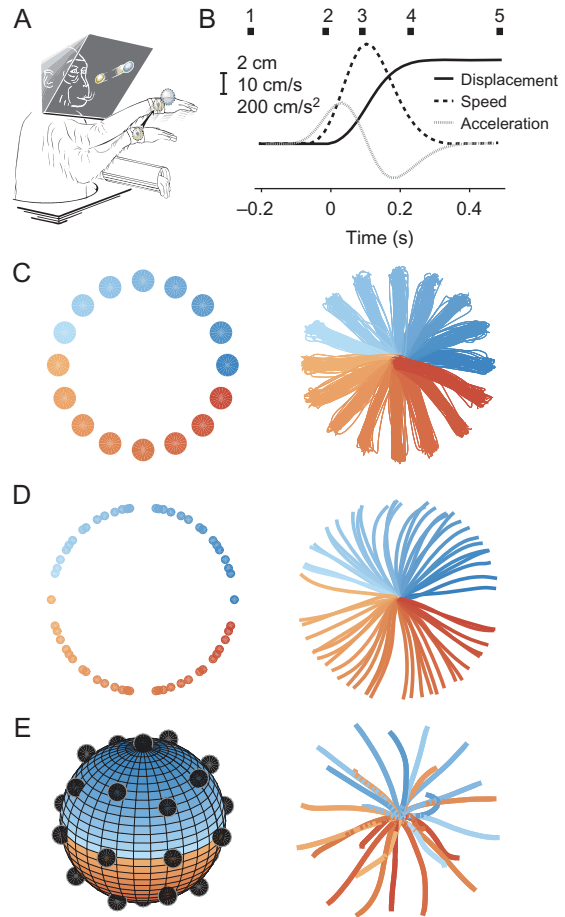 A
B
1 2 3 4 5
2 cm
10 cm/s
200 cm/s²
Displacement
Speed
Acceleration
–0.2 0 0.2 0.4
Time (s)
C
D
E